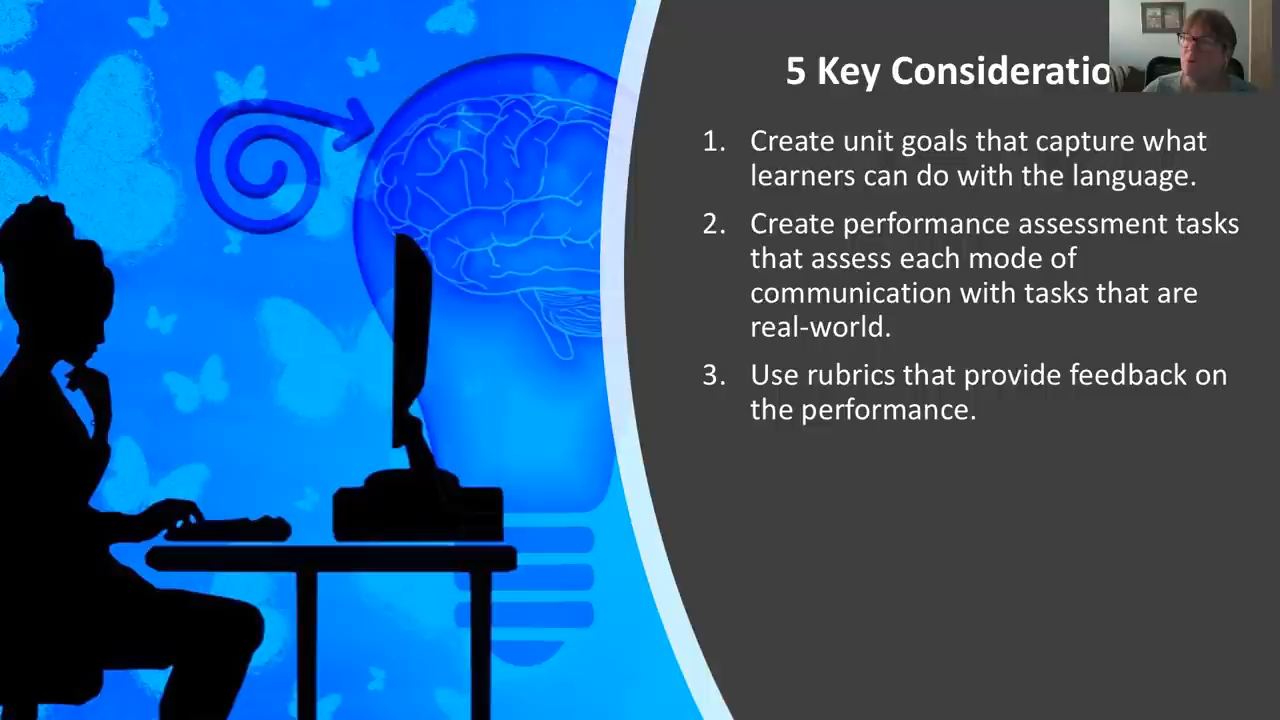 5 Key Consideratio
1. Create unit goals that capture what
learners can do with the language.
2. Create performance assessment tasks
that assess each mode of
communication with tasks that are
real-world.
3. Use rubrics that provide feedback on
the performance.